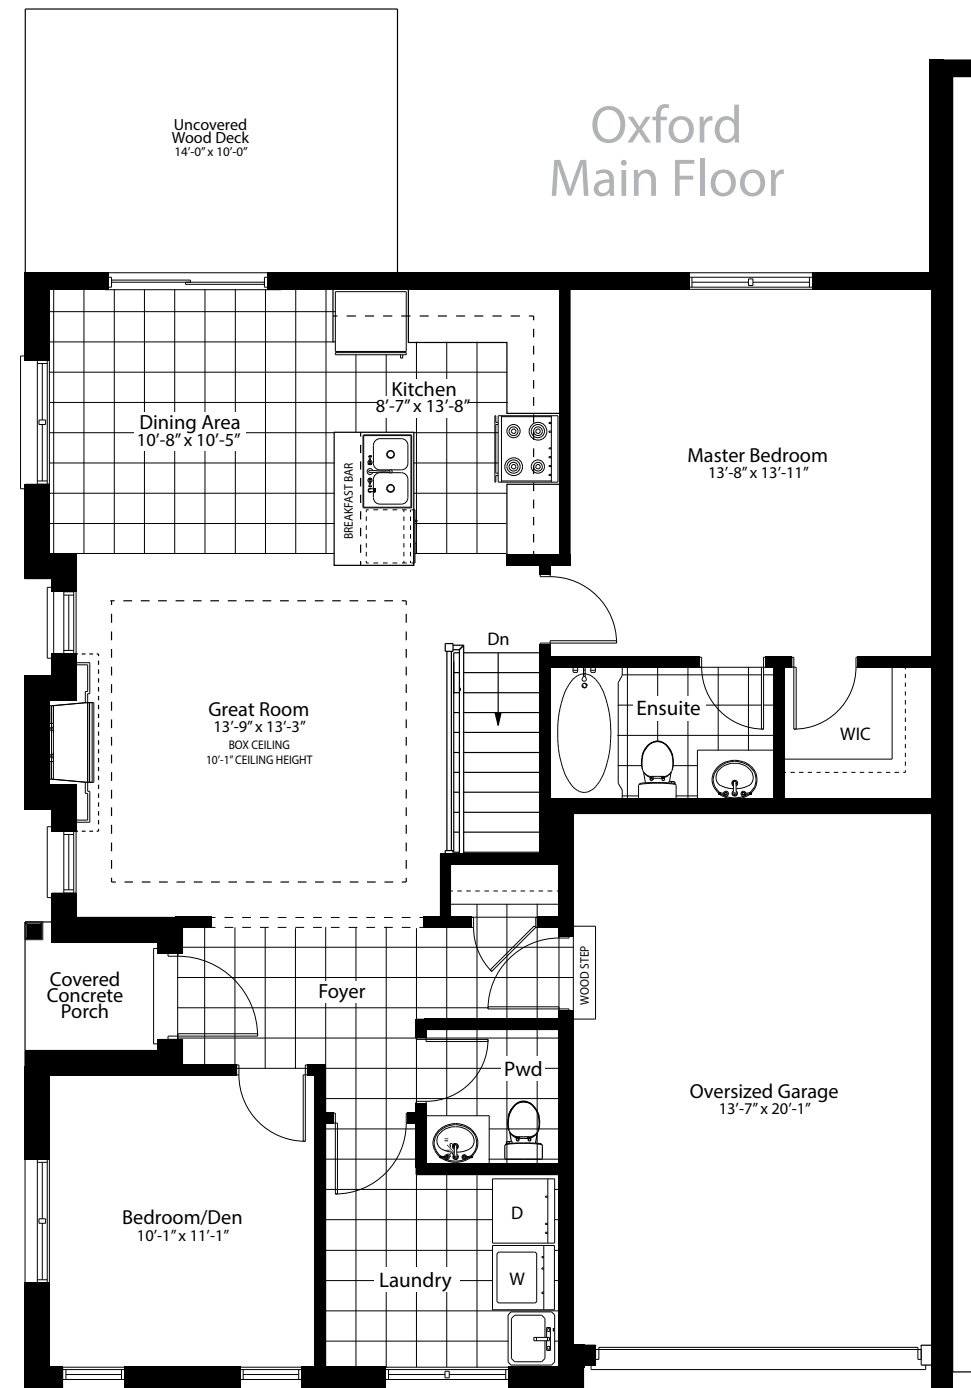 Uncovered
Wood Deck
14'-0" x 10'-0"
Oxford
Main Floor
Kitchen
8'-7" x 13'-8"
Dining Area
10'-8" x 10'-5"
BREAKFAST BAR
Master Bedroom
13'-8" x 13'-11"
Dn
Great Room
13'-9" x 13'-3"
BOX CEILING
10'-1" CEILING HEIGHT
Ensuite
WIC
Covered
Concrete
Porch
Foyer
WOOD STEP
Pwd
Oversized Garage
13'-7" x 20'-1"
Bedroom/Den
10'-1" x 11'-1"
D
Laundry
W